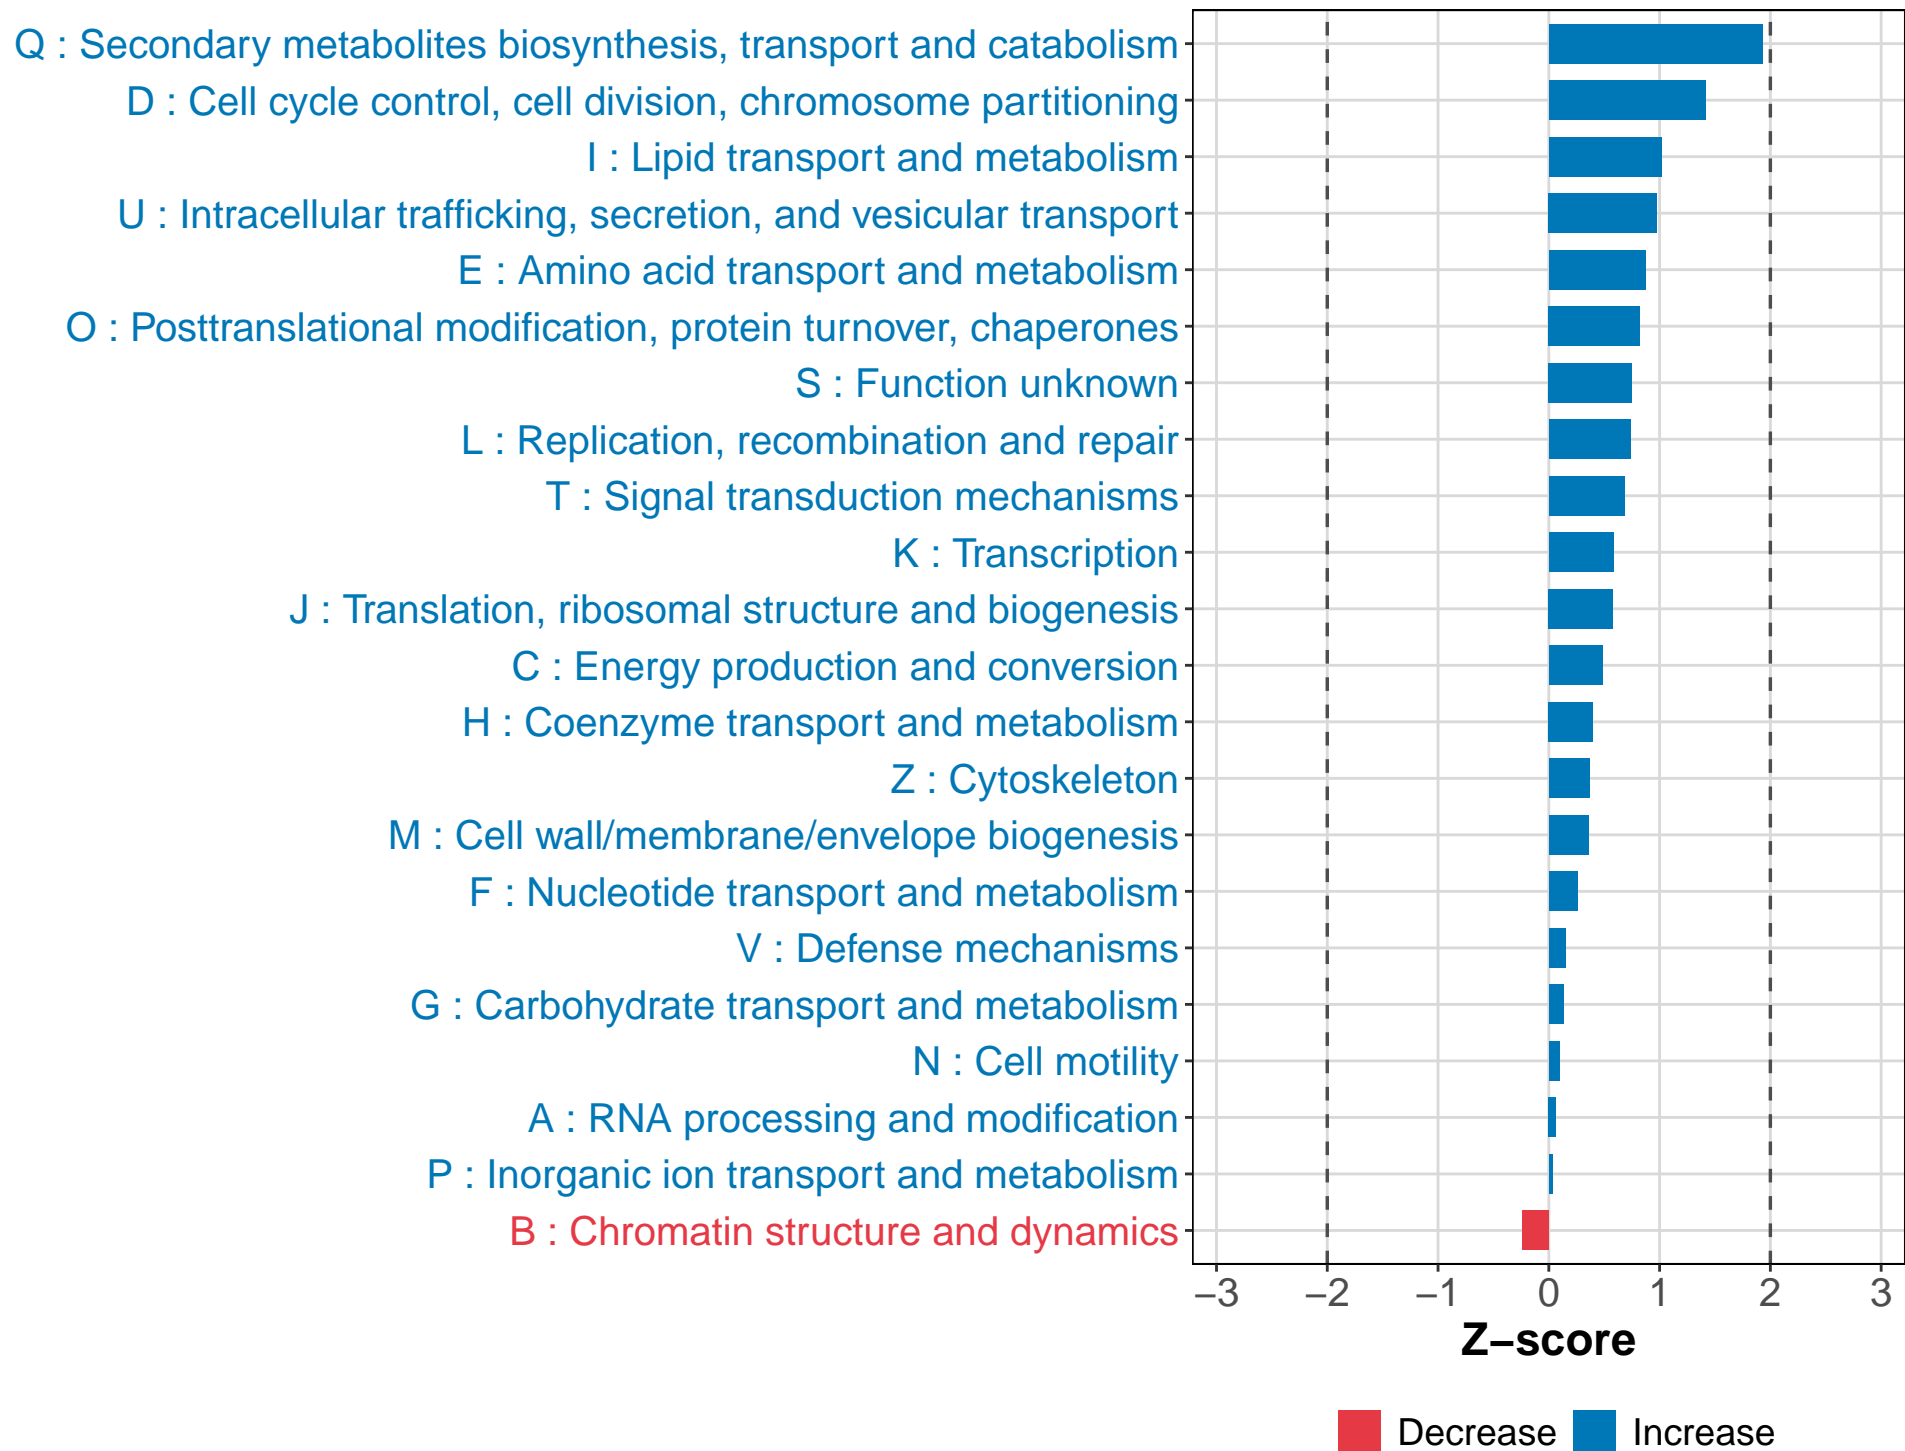 Q : Secondary metabolites biosynthesis, transport and catabolism
D : Cell cycle control, cell division, chromosome partitioning
I : Lipid transport and metabolism
U : Intracellular trafficking, secretion, and vesicular transport
E : Amino acid transport and metabolism
O : Posttranslational modification, protein turnover, chaperones
S : Function unknown
L : Replication, recombination and repair
T : Signal transduction mechanisms
K : Transcription
J : Translation, ribosomal structure and biogenesis
C : Energy production and conversion
H : Coenzyme transport and metabolism
Z : Cytoskeleton
M : Cell wall/membrane/envelope biogenesis
F : Nucleotide transport and metabolism
V : Defense mechanisms
G : Carbohydrate transport and metabolism
N : Cell motility
A : RNA processing and modification
P : Inorganic ion transport and metabolism
B : Chromatin structure and dynamics
−3 −2 −1 0 1 2 3
Z−score
Decrease Increase